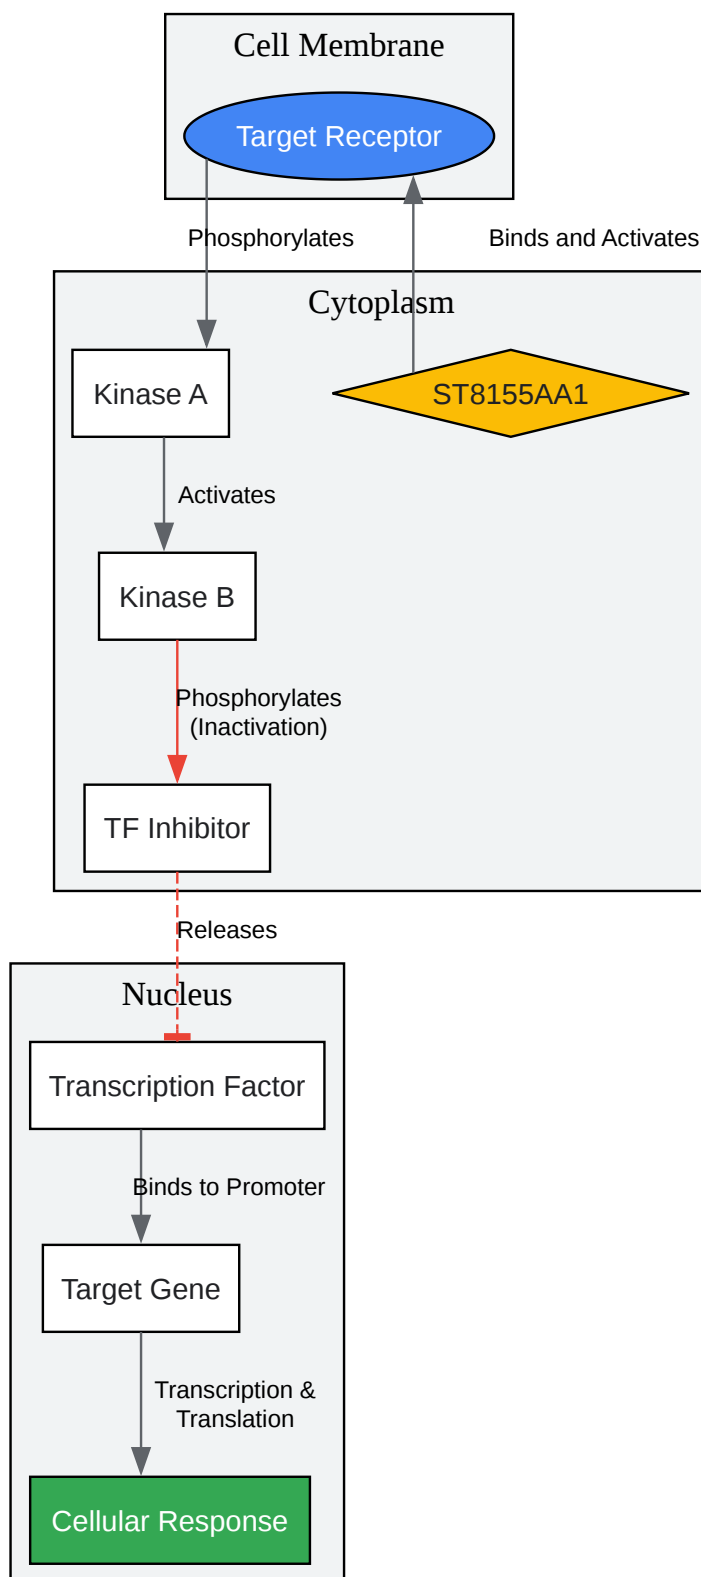 Cell Membrane
Target Receptor
Phosphorylates
Binds and Activates
Cytoplasm
Kinase A
ST8155AA1
Activates
Kinase B
Phosphorylates
(Inactivation)
TF Inhibitor
Releases
Nucleus
Transcription Factor
Binds to Promoter
Target Gene
Transcription &
Translation
Cellular Response